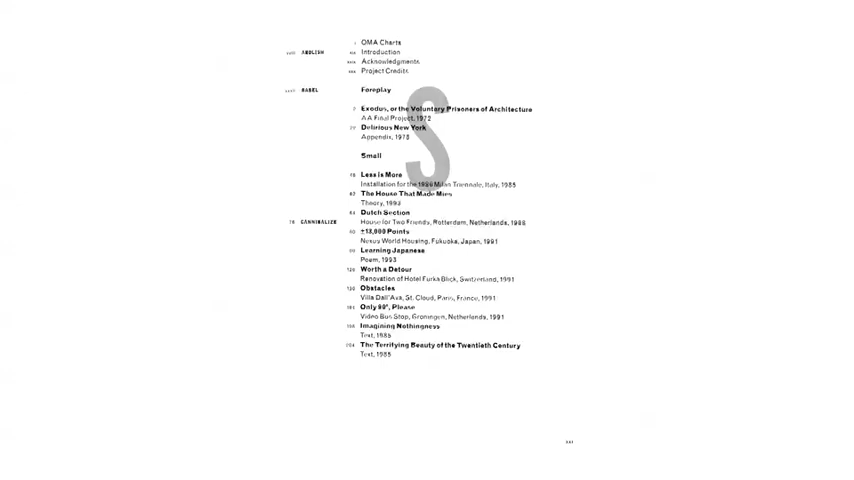 OMA Charts
ABOLISH
Introduction
Acknowledgments
Project Credits
BABEL
Foreplay
S
Exodus, or the Voluntary Prisoners of Architecture
AA Final Project, 1972
Delirious New York
Appendix, 1978
Small
Less is More
Installation for the 1986 Milan Triennale, Italy, 1985
The House That Made Mies
Theory, 1993
Dutch Section
78 CANNIBALIZE
House for Two Friends, Rotterdam, Netherlands, 1988
±13,000 Points
Nexus World Housing, Fukuoka, Japan, 1991
Learning Japanese
Poem, 1993
Worth a Detour
Renovation of Hotel Furka Blick, Switzerland, 1991
Obstacles
Villa Dall'Ava, St. Cloud, Paris, France, 1991
Only 90°, Please
Video Bus Stop, Groningen, Netherlands, 1991
Imagining Nothingness
Text, 1985
The Terrifying Beauty of the Twentieth Century
Text, 1985